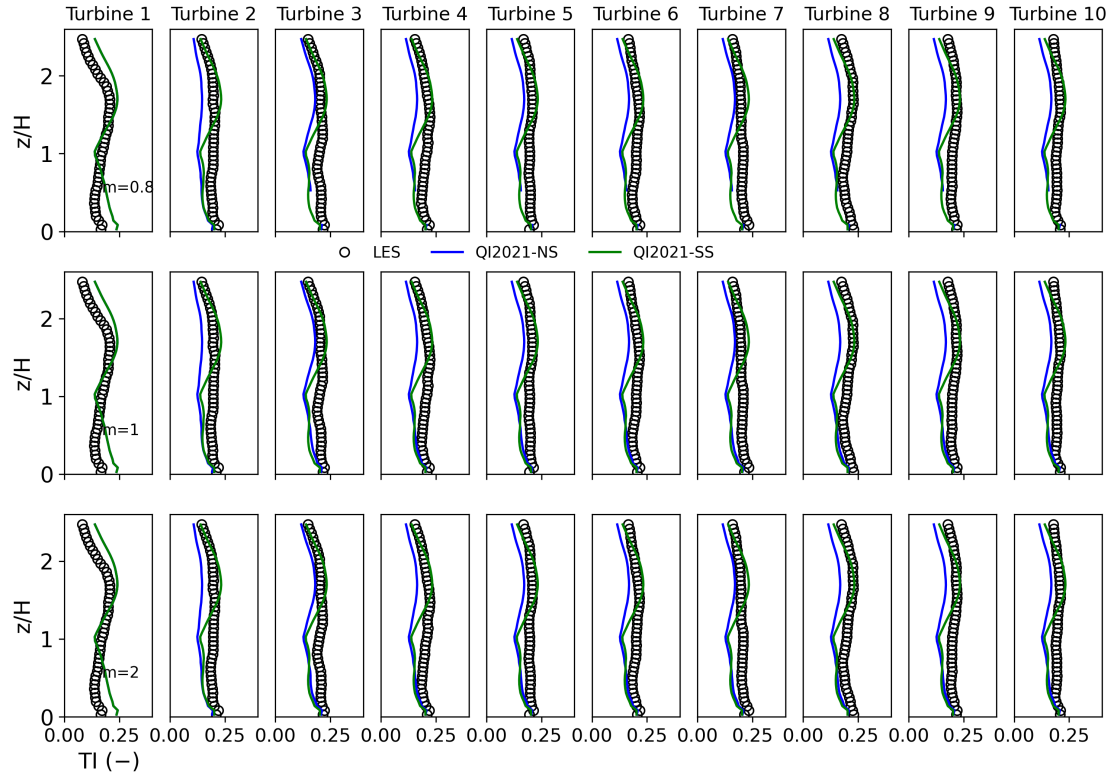 Turbine 1 Turbine 2 Turbine 3 Turbine 4 Turbine 5 Turbine 6 Turbine 7 Turbine 8 Turbine 9 Turbine 10
2
z/H
1
m=0.8
0
LES QI2021-NS QI2021-SS
2
z/H
1
m=1
0
2
z/H
1
m=2
0
0.00 0.25 0.00 0.25 0.00 0.25 0.00 0.25 0.00 0.25 0.00 0.25 0.00 0.25 0.00 0.25 0.00 0.25 0.00 0.25
TI (−)